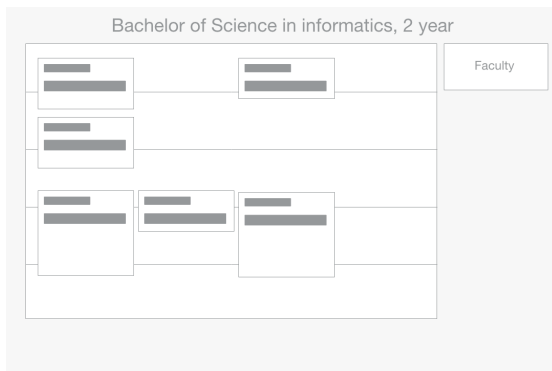 Bachelor of Science in informatics, 2 year
Faculty